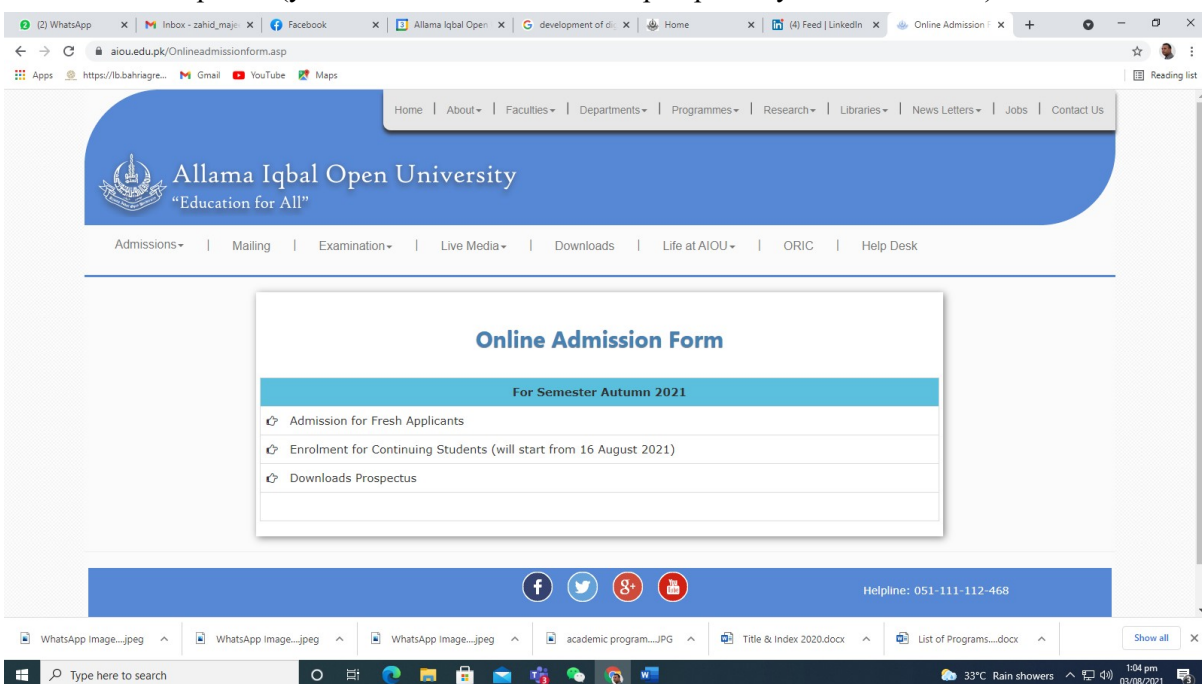 (2) WhatsApp
Inbox - zahid_maje
Facebook
Allama Iqbal Open
development of di
Home
(4) Feed | LinkedIn
Online Admission F
aiou.edu.pk/Onlineadmissionform.asp
Apps
https://lb.bahriagre...
Gmail
YouTube
Maps
Reading list
Home | About | Faculties | Departments | Programmes | Research | Libraries | News Letters | Jobs | Contact Us
Allama Iqbal Open University
“Education for All”
Admissions | Mailing | Examination | Live Media | Downloads | Life at AIOU | ORIC | Help Desk
Online Admission Form
For Semester Autumn 2021
Admission for Fresh Applicants
Enrolment for Continuing Students (will start from 16 August 2021)
Downloads Prospectus
Helpline: 051-111-112-468
WhatsApp Image....jpeg
WhatsApp Image....jpeg
WhatsApp Image....jpeg
academic program....JPG
Title & Index 2020.docx
List of Programs....docx
Show all
Type here to search
33°C Rain showers
1:04 pm
03/08/2021